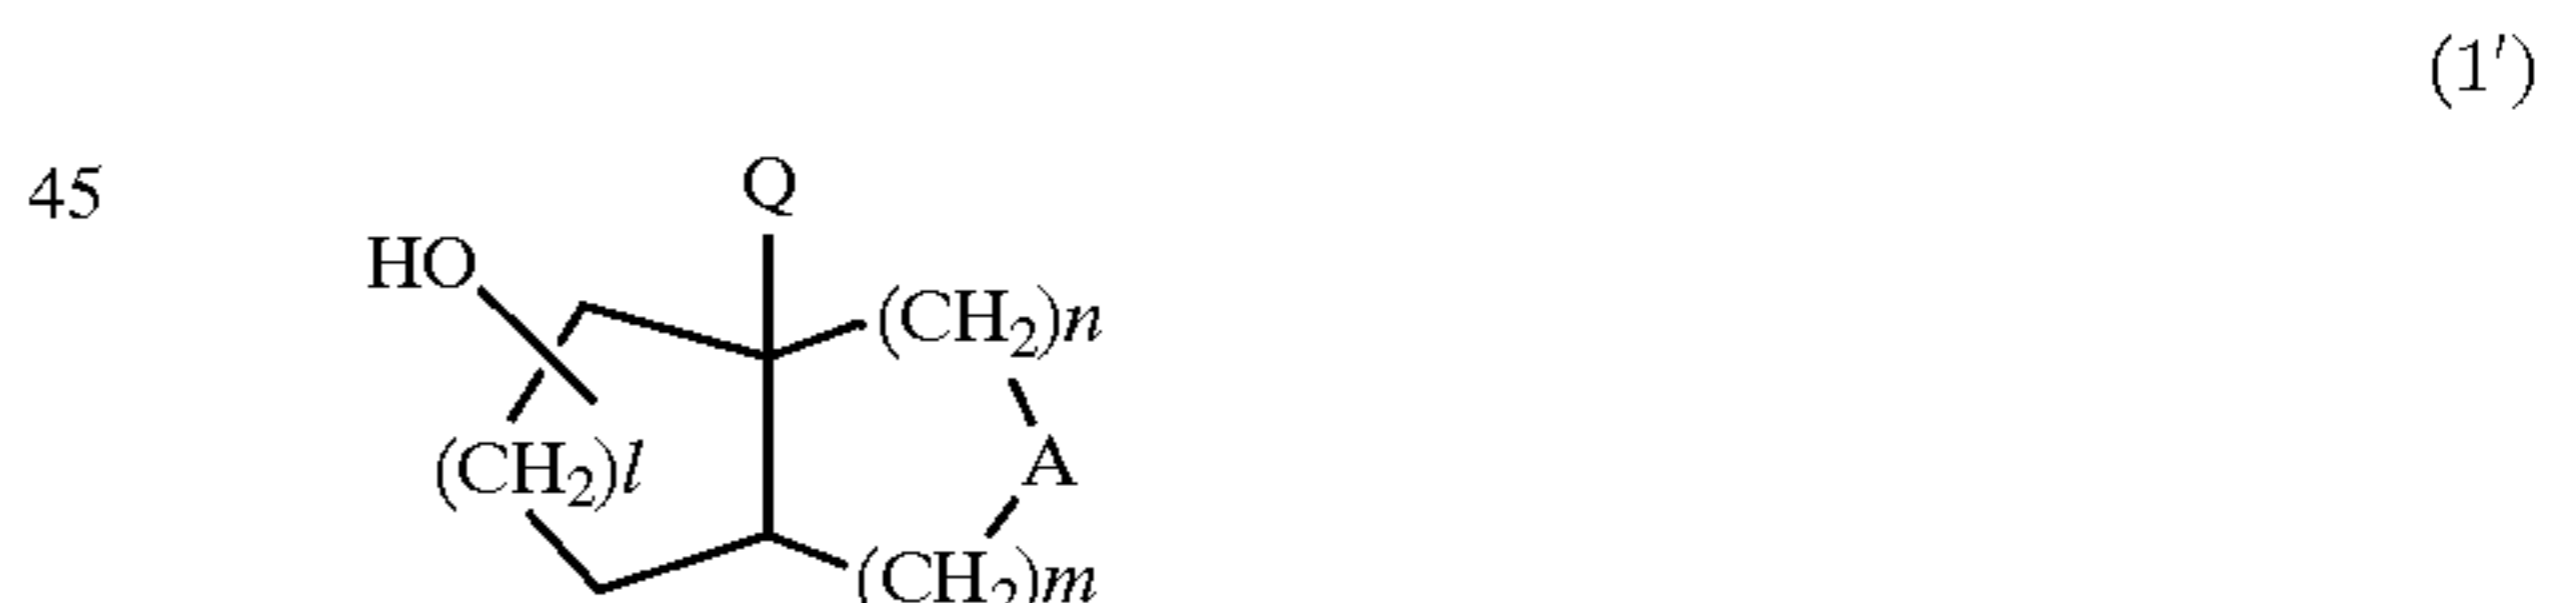 (1′)
45
Q
HO
(CH₂)n
(CH₂)l
A
(CH₂)m